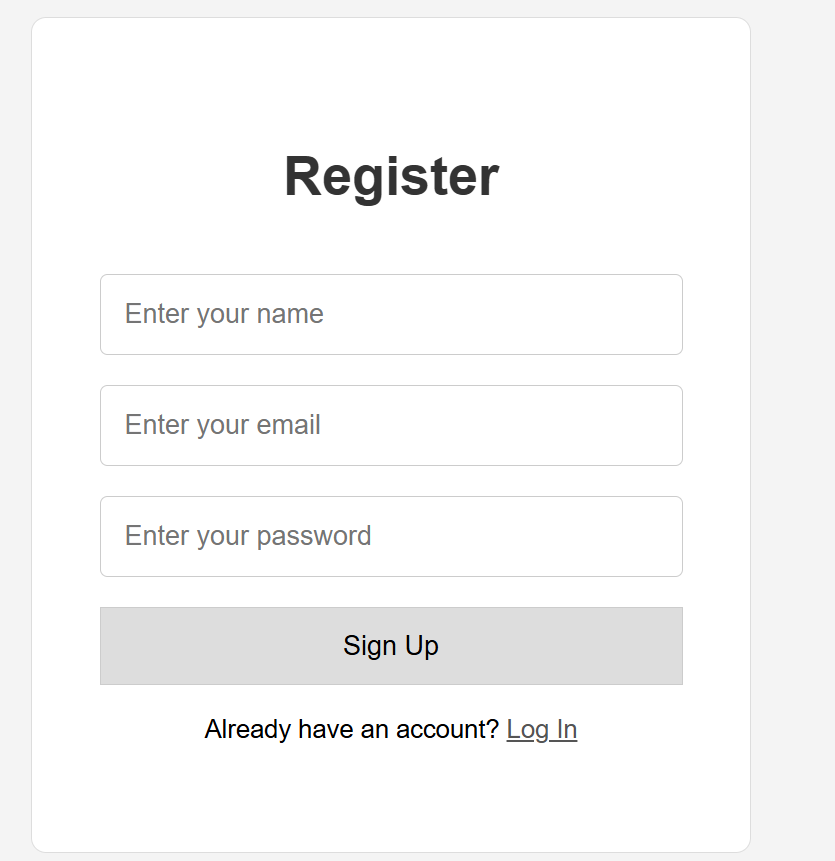 Register
Enter your name
Enter your email
Enter your password
Sign Up
Already have an account? Log In